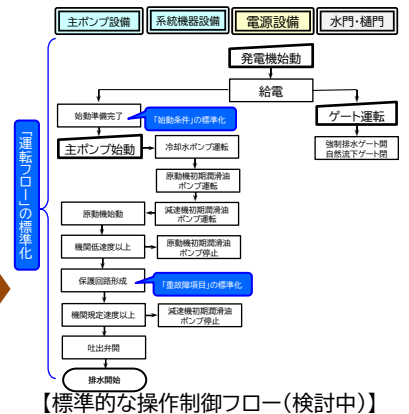 主ポンプ設備
系統機器設備
電源設備
水門・樋門
発電機始動
給電
始動準備完了
「始動条件」の標準化
ゲート運転
主ポンプ始動
冷却水ポンプ運転
強制排水ゲート開
自然流下ゲート閉
原動機初期潤滑油
ポンプ運転
「運転フロー」の標準化
原動機始動
減速機初期潤滑油
ポンプ運転
機関低速度以上
原動機初期潤滑油
ポンプ停止
保護回路形成
「重故障項目」の標準化
機関規定速度以上
減速機初期潤滑油
ポンプ停止
吐出弁開
排水開始
【標準的な操作制御フロー(検討中)】